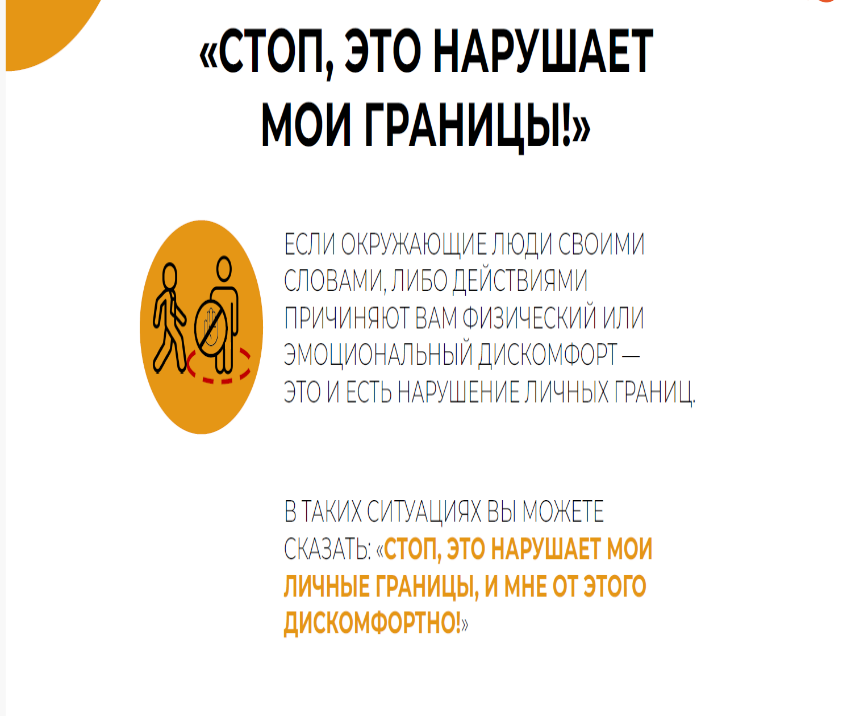 «СТОП, ЭТО НАРУШАЕТ
МОИ ГРАНИЦЫ!»
ЕСЛИ ОКРУЖАЮЩИЕ ЛЮДИ СВОИМИ
СЛОВАМИ, ЛИБО ДЕЙСТВИЯМИ
ПРИЧИНЯЮТ ВАМ ФИЗИЧЕСКИЙ ИЛИ
ЭМОЦИОНАЛЬНЫЙ ДИСКОМФОРТ —
ЭТО И ЕСТЬ НАРУШЕНИЕ ЛИЧНЫХ ГРАНИЦ.
В ТАКИХ СИТУАЦИЯХ ВЫ МОЖЕТЕ
СКАЗАТЬ: «СТОП, ЭТО НАРУШАЕТ МОИ
ЛИЧНЫЕ ГРАНИЦЫ, И МНЕ ОТ ЭТОГО
ДИСКОМФОРТНО!»